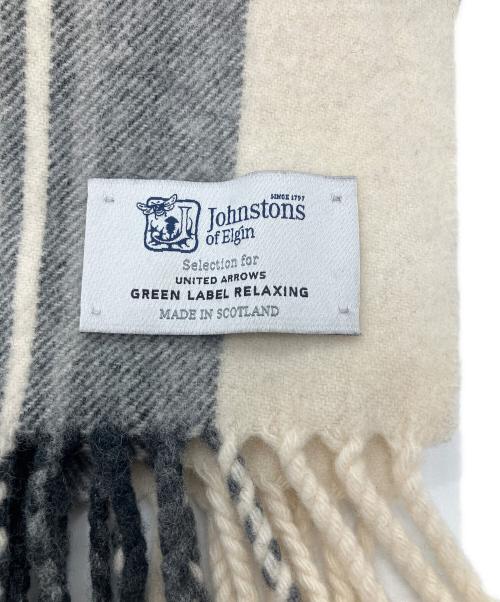 SINCE 1797
Johnstons
of Elgin
Selection for
UNITED ARROWS
GREEN LABEL RELAXING
MADE IN SCOTLAND